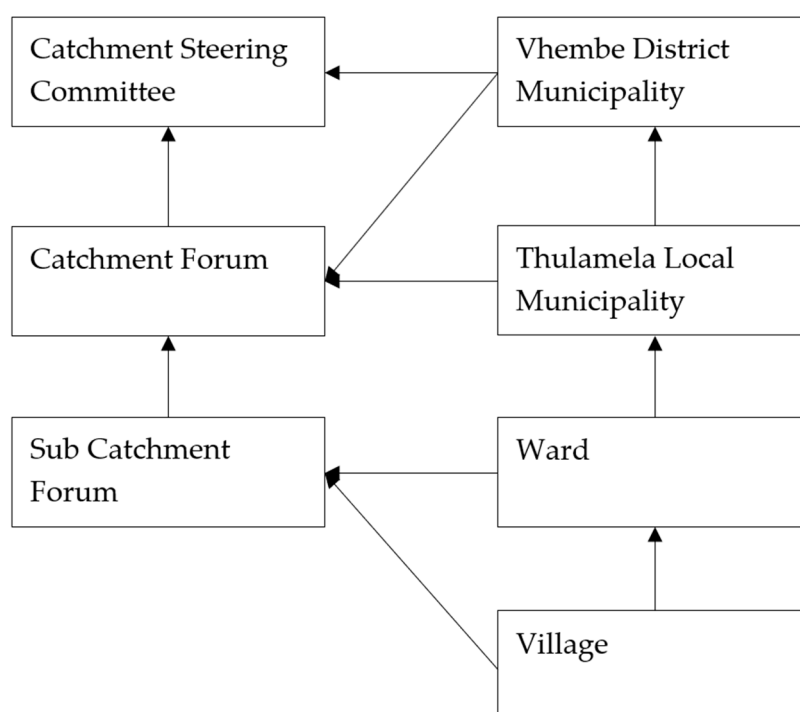 Catchment Steering
Committee
Vhembe District
Municipality
Catchment Forum
Thulamela Local
Municipality
Sub Catchment
Forum
Ward
Village